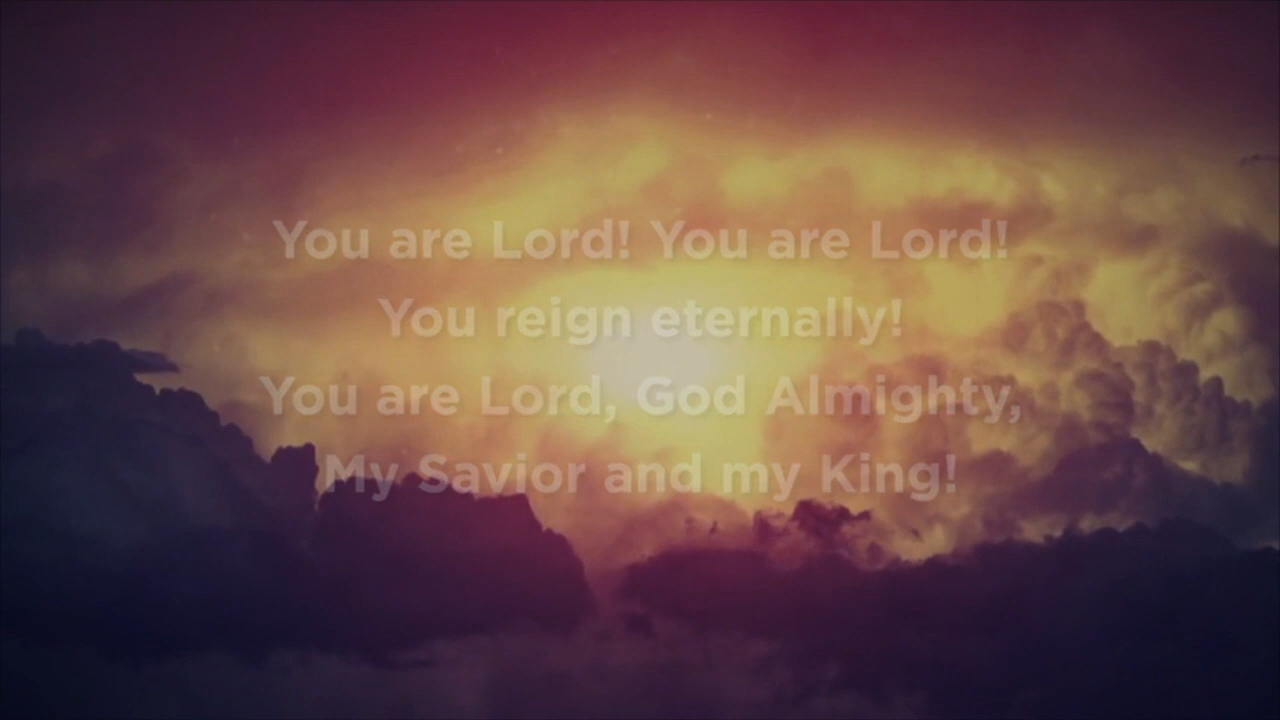 You are Lord! You are Lord!
You reign eternally!
You are Lord, God Almighty,
My Savior and my King!